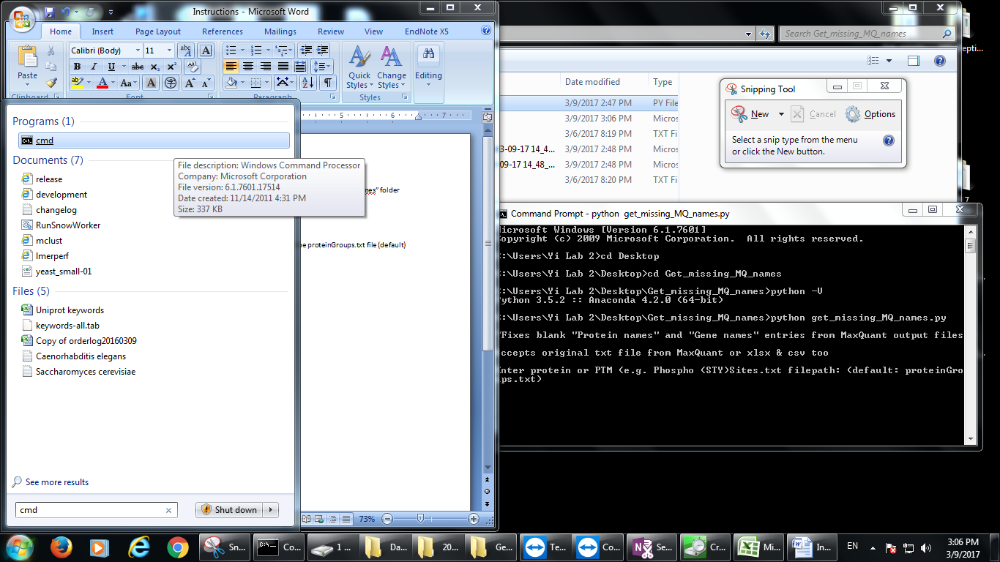 Instructions - Microsoft Word
Home Insert Page Layout References Mailings Review View EndNote X5
Paste
Calibri (Body) 11
Quick Styles
Change Styles
Editing
Clipboard Font Paragraph Styles
5 6 7
Programs (1)
cmd
Documents (7)
release
development
changelog
RunSnowWorker
mclust
lmerperf
yeast_small-01
Files (5)
Uniprot keywords
keywords-all.tab
Copy of orderlog20160309
Caenorhabditis elegans
Saccharomyces cerevisiae
See more results
cmd
Shut down
File description: Windows Command Processor
Company: Microsoft Corporation
File version: 6.1.7601.17514
Date created: 11/14/2011 4:31 PM
Size: 337 KB
folder
proteinGroups.txt file (default)
73%
Search Get_missing_MQ_names
Date modified Type
3/9/2017 2:47 PM PY File
3/9/2017 3:06 PM Micros
3/6/2017 8:19 PM TXT Fi
3-09-17 14_4... 3/9/2017 2:48 PM Micros
09-17 14_48_... 3/9/2017 2:48 PM Micros
3/6/2017 8:20 PM TXT Fi
Snipping Tool
New Cancel Options
Select a snip type from the menu
or click the New button.
epti...
7
Command Prompt - python get_missing_MQ_names.py
Microsoft Windows [Version 6.1.7601]
Copyright (c) 2009 Microsoft Corporation. All rights reserved.
C:\Users\Yi Lab 2>cd Desktop
C:\Users\Yi Lab 2\Desktop>cd Get_missing_MQ_names
C:\Users\Yi Lab 2\Desktop\Get_missing_MQ_names>python -V
Python 3.5.2 :: Anaconda 4.2.0 (64-bit)
C:\Users\Yi Lab 2\Desktop\Get_missing_MQ_names>python get_missing_MQ_names.py
"Fixes blank "Protein names" and "Gene names" entries from MaxQuant output files
accepts original txt file from MaxQuant or xlsx & csv too
Enter protein or PTM (e.g. Phospho (STY)Sites.txt filepath: (default: proteinGro
ups.txt)
Sn... Co... 1 ... Da... 20... Ge... Te... Co... Se... Cr... Mi... In...
EN
3:06 PM
3/9/2017